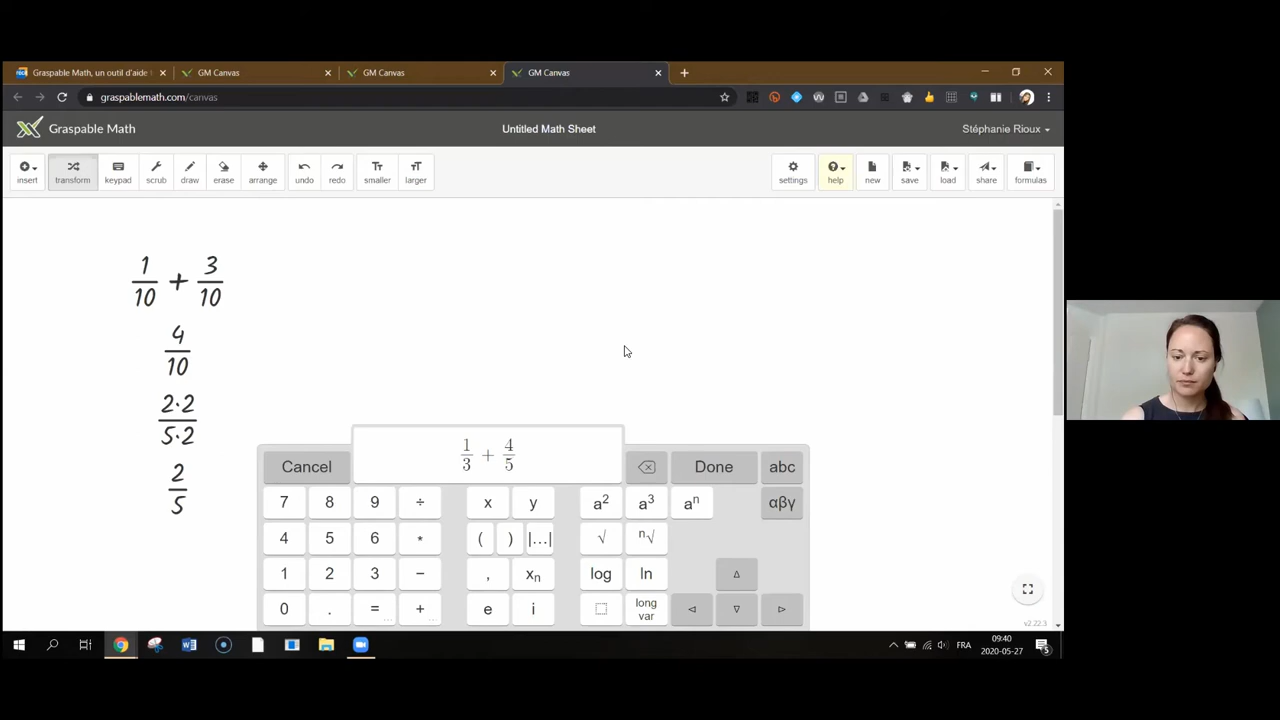 Graspable Math, un outil d'aide
GM Canvas
GM Canvas
GM Canvas
graspablemath.com/canvas
Graspable Math
Untitled Math Sheet
Stéphanie Rioux
insert
transform
keypad
scrub
draw
erase
arrange
undo
redo
smaller
larger
settings
help
new
save
load
share
formulas
1/10 + 3/10
4/10
2·2/5·2
2/5
1/3 + 4/5
Cancel
Done
abc
7 8 9 ÷ x y a² a³ aⁿ αβγ
4 5 6 * ( ) |...| √ ⁿ√
1 2 3 − , xₙ log ln
0 . = + e i long var
v2.22.3
FRA
09:40
2020-05-27
5